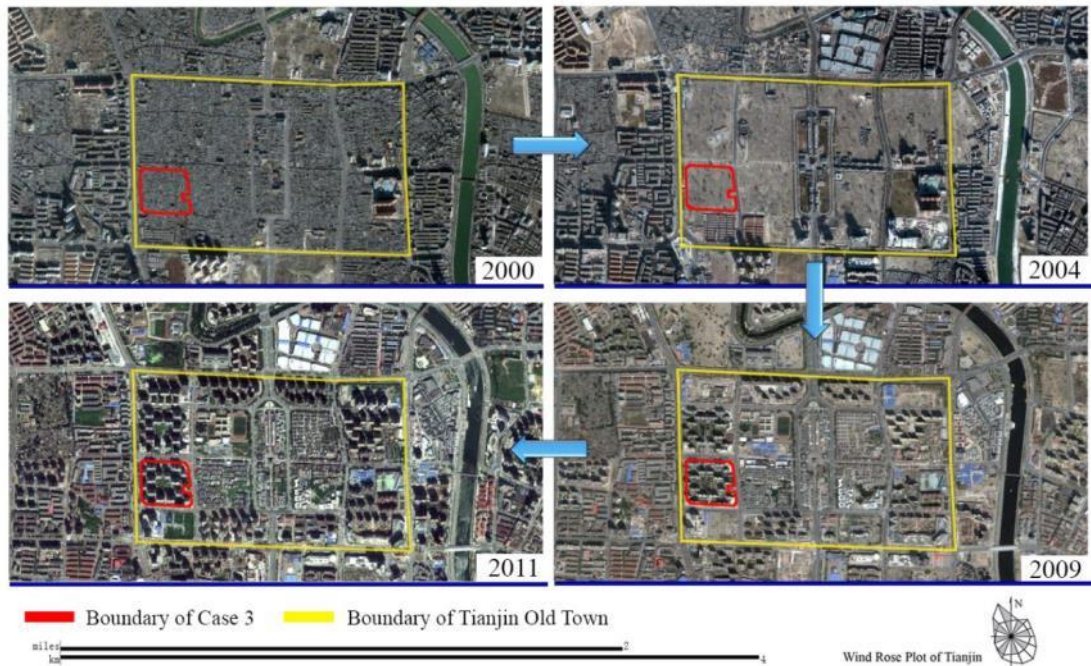 2000
2004
2011
2009
Boundary of Case 3
Boundary of Tianjin Old Town
N
miles
2
km
4
Wind Rose Plot of Tianjin